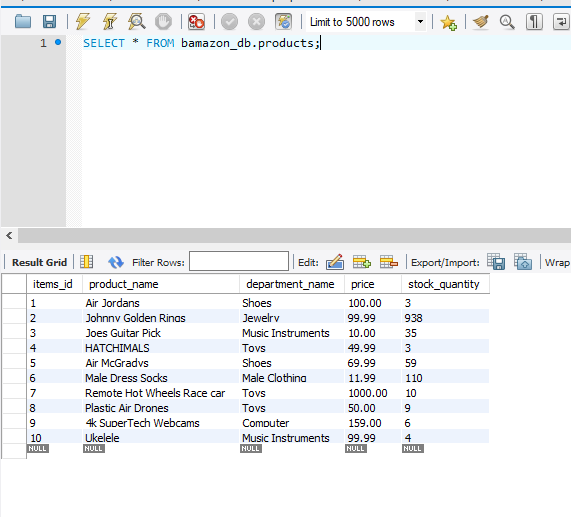 Limit to 5000 rows
1 SELECT * FROM bamazon_db.products;
Result Grid Filter Rows: Edit: Export/Import: Wrap
items_id product_name department_name price stock_quantity
1 Air Jordans Shoes 100.00 3
2 Johnny Golden Rings Jewelry 99.99 938
3 Joes Guitar Pick Music Instruments 10.00 35
4 HATCHIMALS Toys 49.99 3
5 Air McGradys Shoes 69.99 59
6 Male Dress Socks Male Clothing 11.99 110
7 Remote Hot Wheels Race car Toys 1000.00 10
8 Plastic Air Drones Toys 50.00 9
9 4k SuperTech Webcams Computer 159.00 6
10 Ukelele Music Instruments 99.99 4
NULL NULL NULL NULL NULL